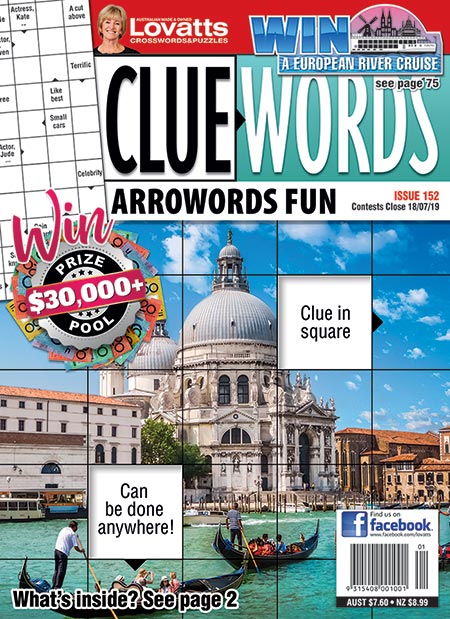 Actress,
Kate
A cut
above
Terrific
Free
Like
best
Small
cars
Actor,
Jude
Celebrity
AUSTRALIAN MADE & OWNED
Lovatts
CROSSWORDS&PUZZLES
WIN
A EUROPEAN RIVER CRUISE
see page 75
CLUEWORDS
ARROWORDS FUN
ISSUE 152
Contests Close 18/07/19
Win
PRIZE
$30,000+
POOL
Clue in
square
Can
be done
anywhere!
Find us on
facebook.
www.facebook.com/lovatts
01
9 315408 001001
AUST $7.60 • NZ $8.99
What's inside? See page 2